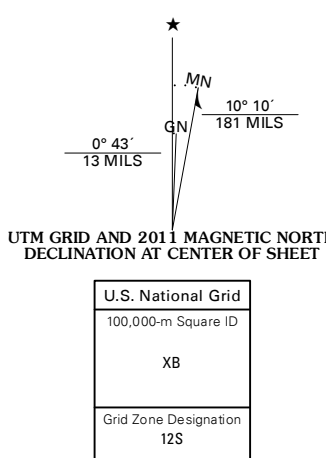 ★
MN
GN
10° 10´
181 MILS
0° 43´
13 MILS
UTM GRID AND 2011 MAGNETIC NORTH
DECLINATION AT CENTER OF SHEET
U.S. National Grid
100,000-m Square ID
XB
Grid Zone Designation
12S